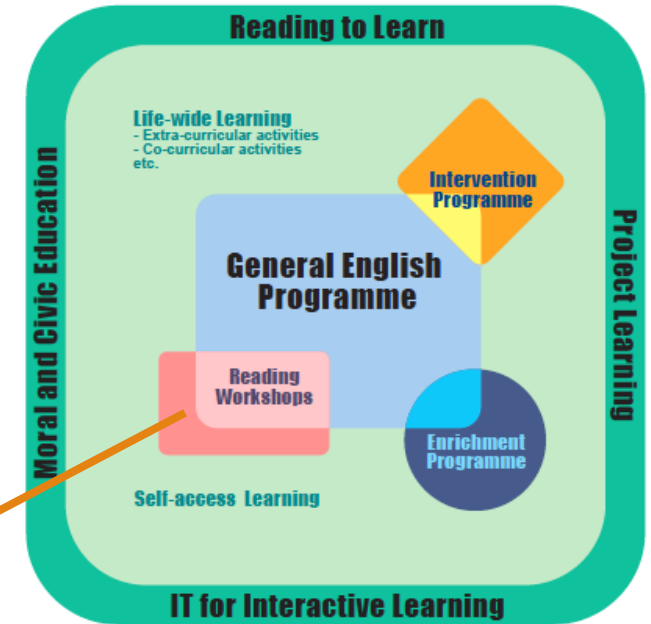 Reading to Learn
Life-wide Learning
- Extra-curricular activities
- Co-curricular activities
etc.
Intervention
Programme
Moral and Civic Education
Project Learning
General English
Programme
Reading
Workshops
Enrichment
Programme
Self-access Learning
IT for Interactive Learning